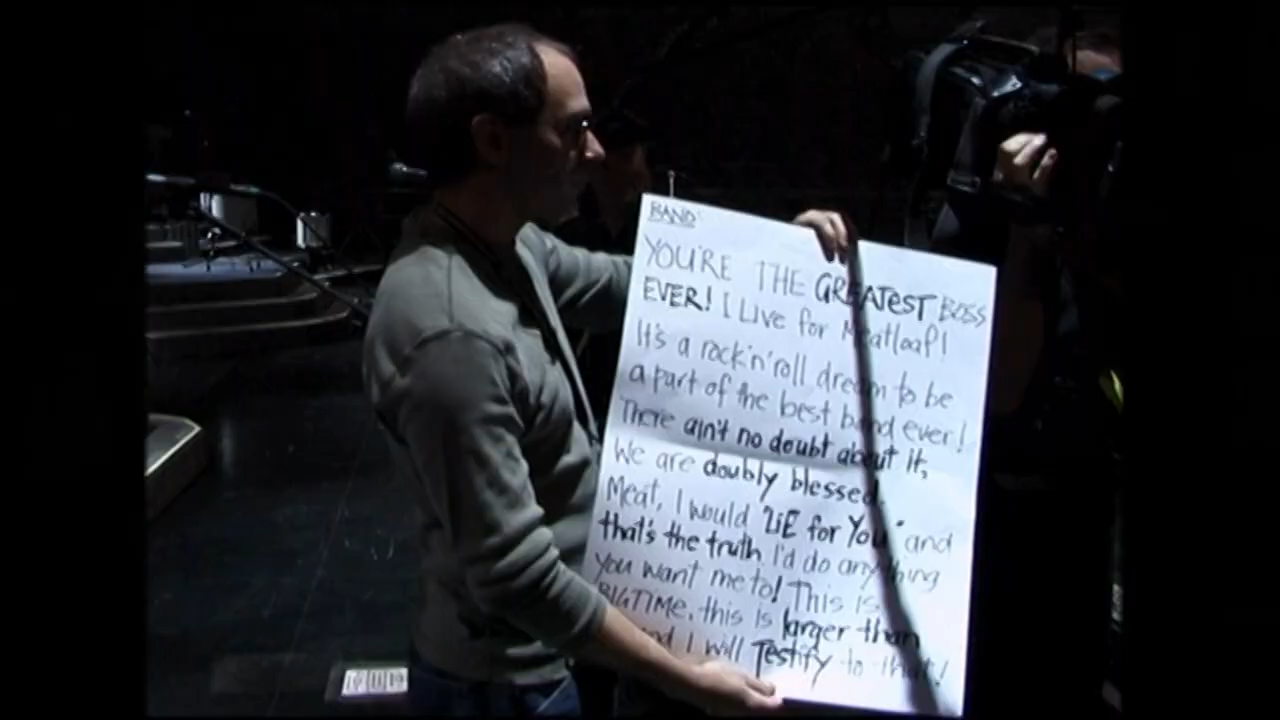 BAND:
YOU'RE THE GREATEST BOSS
EVER! I Live for Meatloaf!
It's a rock'n'roll dream to be
a part of the best band ever!
There ain't no doubt about it,
We are doubly blessed
Meat, I would "LiE for You" and
that's the truth. I'd do anything
you want me to! This is
BIGTIME, this is larger than
and I will Testify to that!